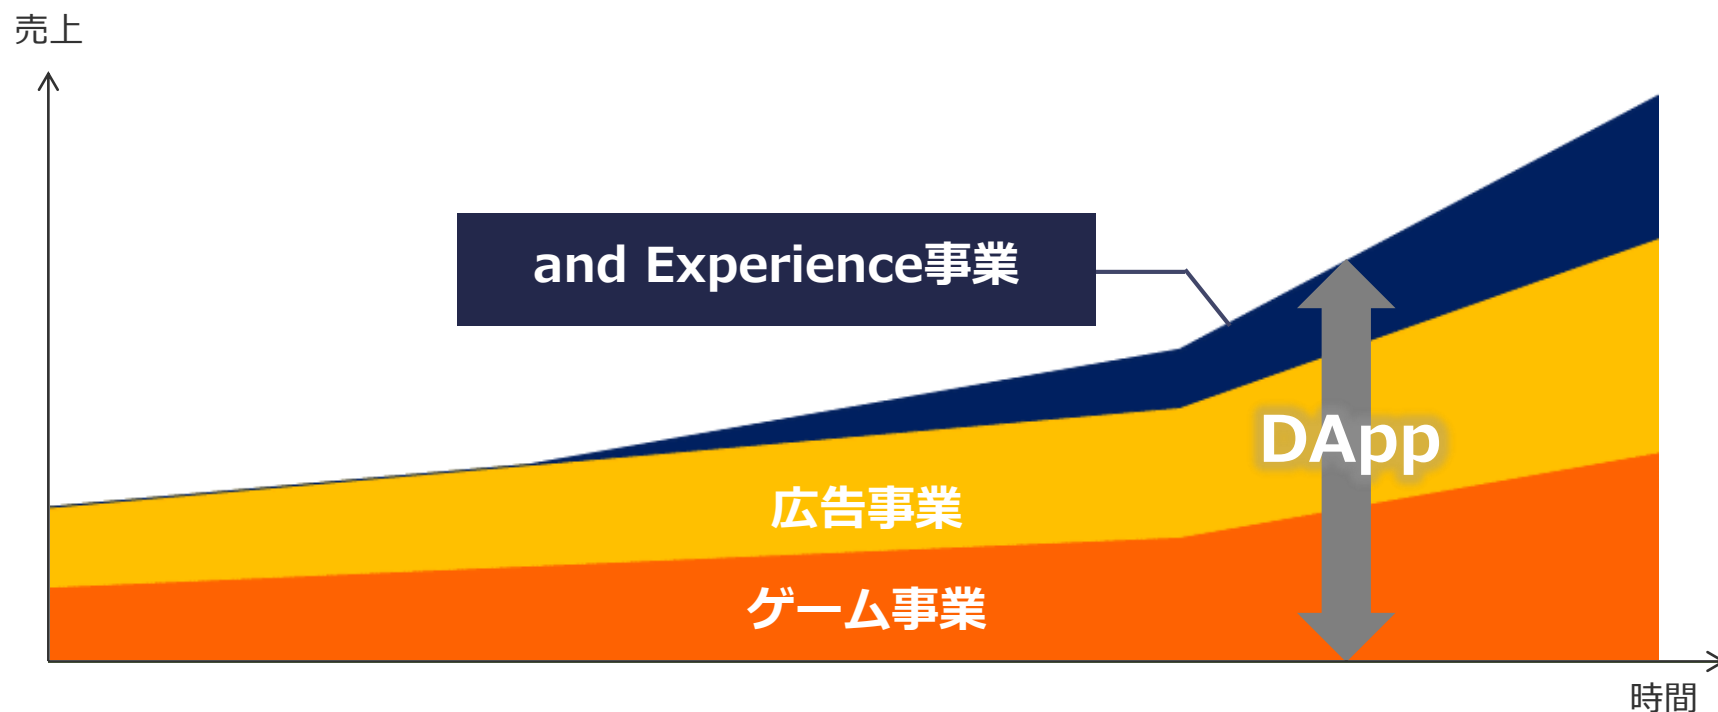 売上
and Experience事業
DApp
広告事業
ゲーム事業
時間